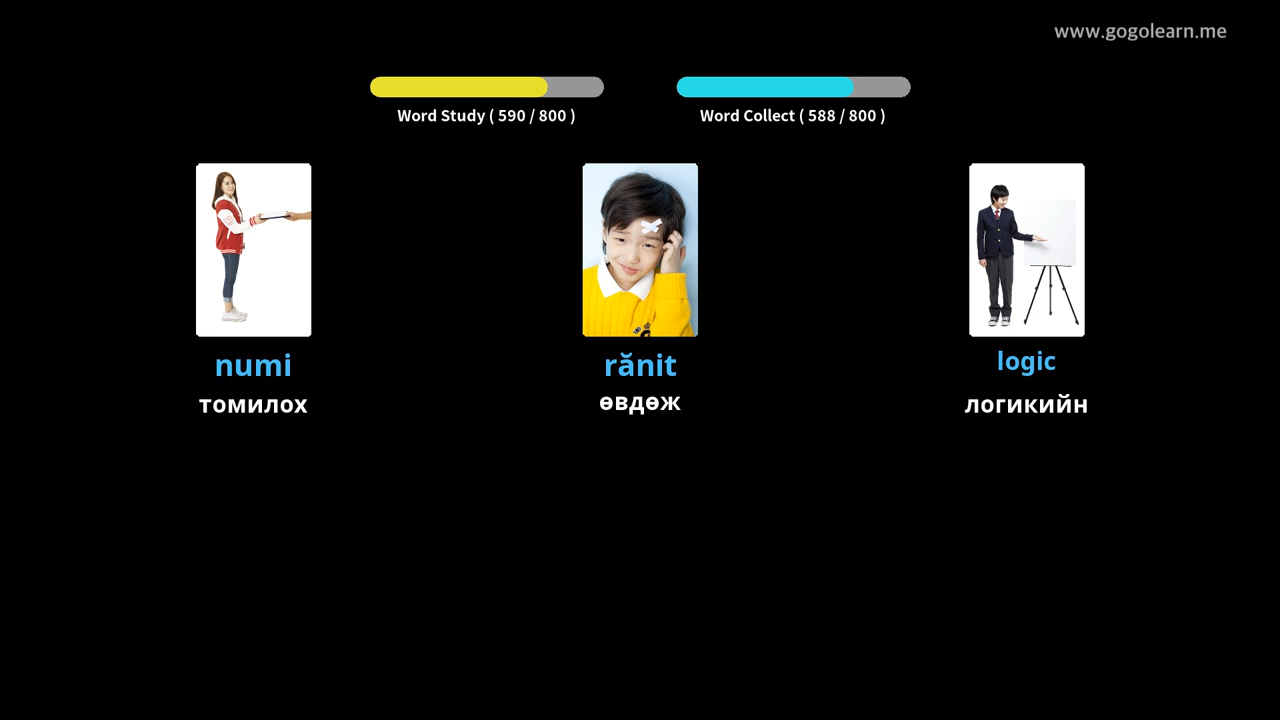 www.gogolearn.me
Word Study ( 590 / 800 )
Word Collect ( 588 / 800 )
numi
rănit
logic
томилох
өвдөж
логикийн